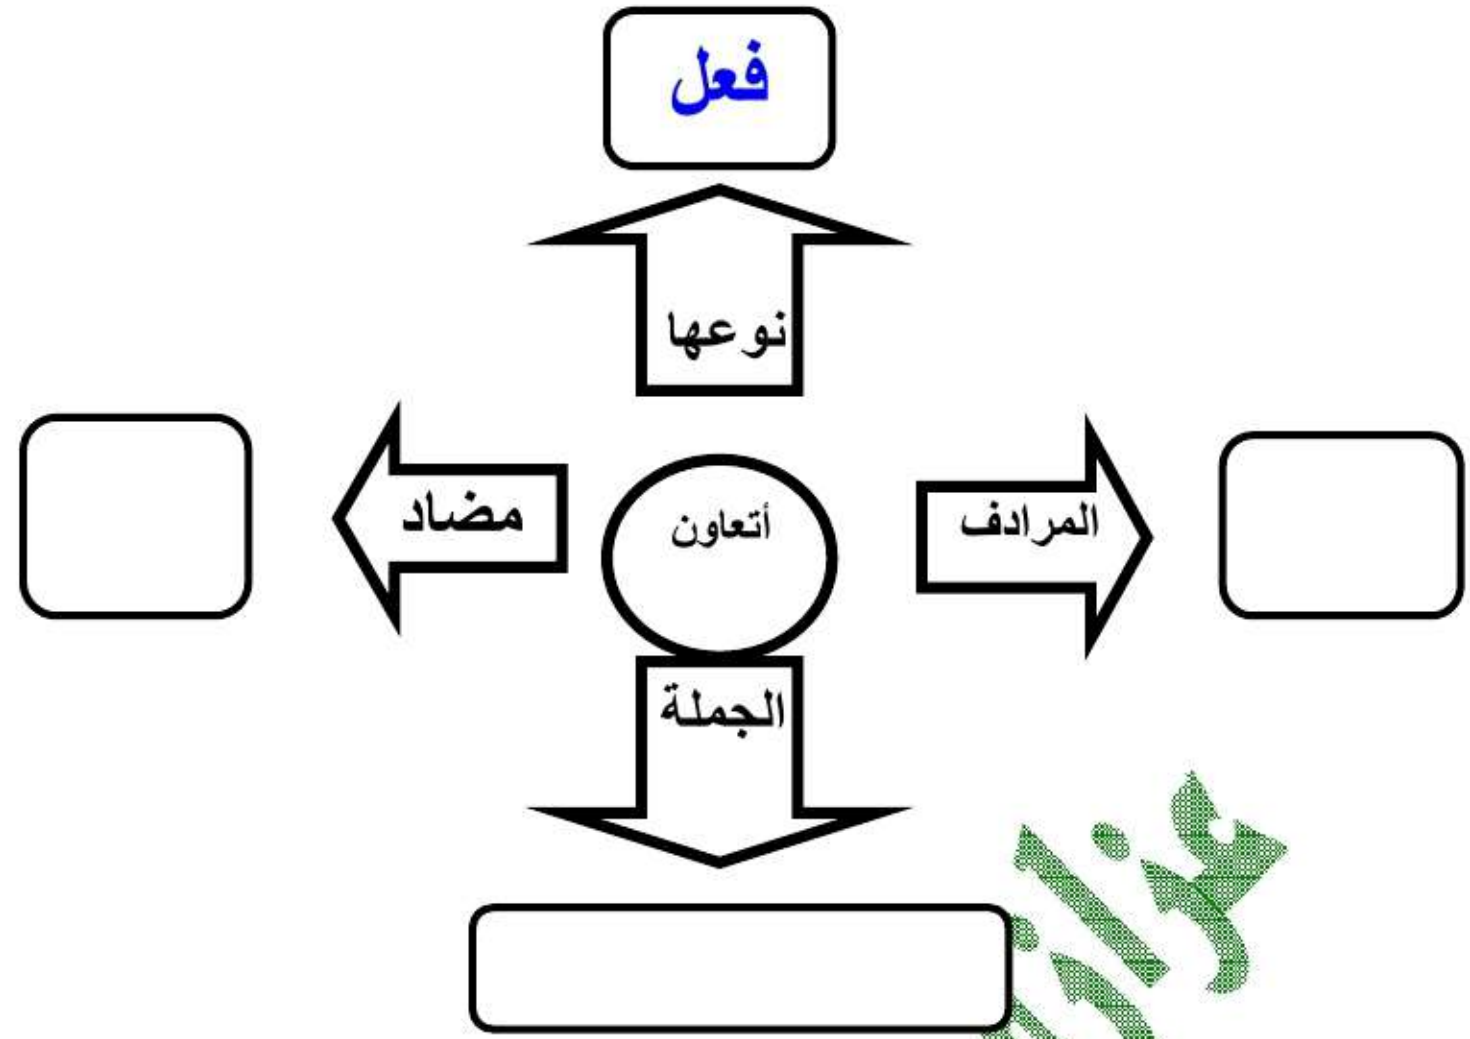 فعل
نوعها
المرادف
أتعاون
مضاد
الجملة